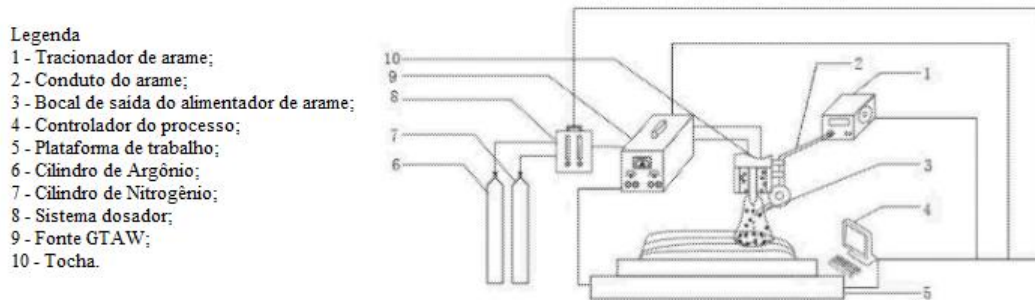 Legenda
1 - Tracionador de arame;
2 - Conduto do arame;
3 - Bocal de saída do alimentador de arame;
4 - Controlador do processo;
5 - Plataforma de trabalho;
6 - Cilindro de Argônio;
7 - Cilindro de Nitrogênio;
8 - Sistema dosador;
9 - Fonte GTAW;
10 - Tocha.
10
9
8
7
6
2
1
3
4
5